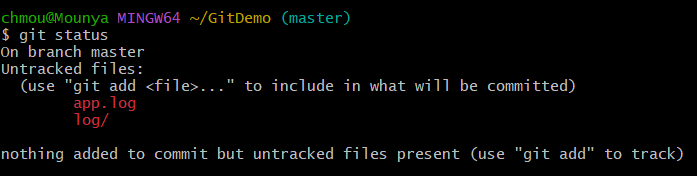 chmou@Mounya MINGW64 ~/GitDemo (master)
$ git status
On branch master
Untracked files:
  (use "git add <file>..." to include in what will be committed)
        app.log
        log/

nothing added to commit but untracked files present (use "git add" to track)